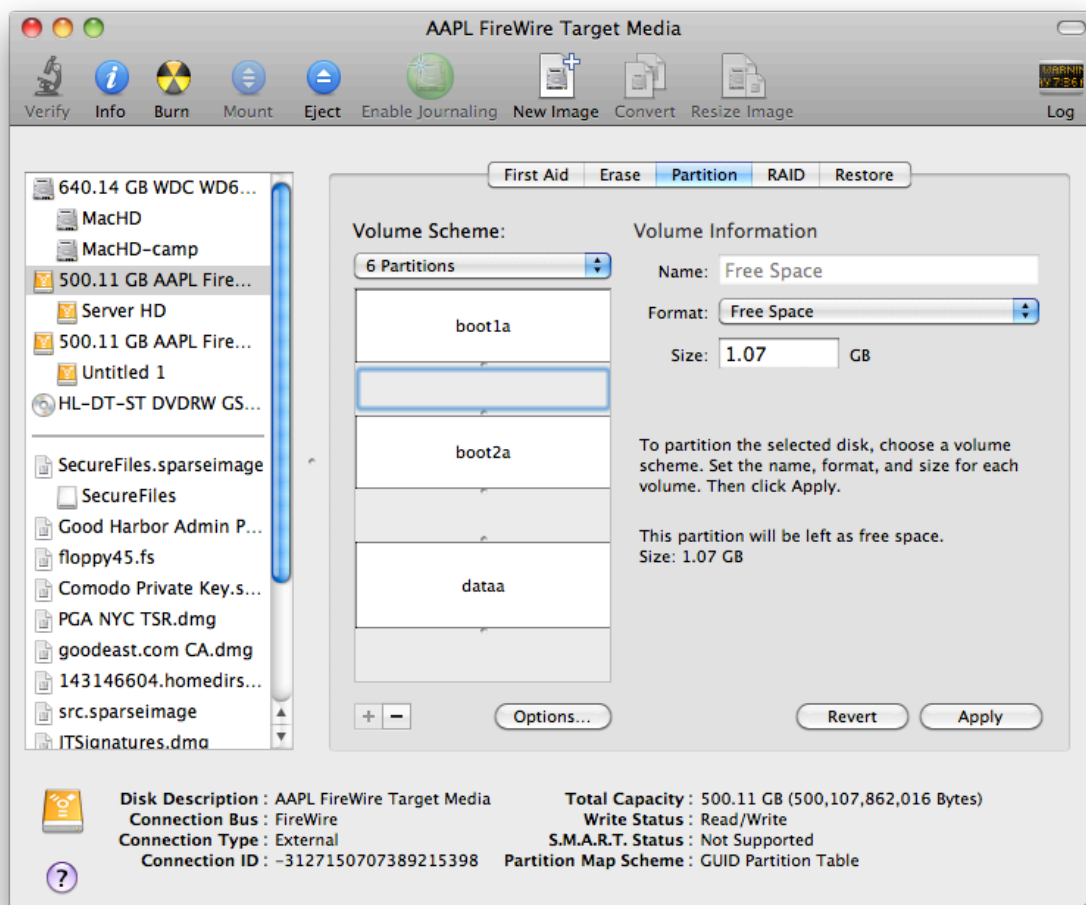 AAPL FireWire Target Media
Verify
Info
Burn
Mount
Eject
Enable Journaling
New Image
Convert
Resize Image
Log
640.14 GB WDC WD6...
MacHD
MacHD-camp
500.11 GB AAPL Fire...
Server HD
500.11 GB AAPL Fire...
Untitled 1
HL-DT-ST DVDRW GS...
SecureFiles.sparseimage
SecureFiles
Good Harbor Admin P...
floppy45.fs
Comodo Private Key.s...
PGA NYC TSR.dmg
goodeast.com CA.dmg
143146604.homedirs...
src.sparseimage
JTSignatures.dmg
First Aid
Erase
Partition
RAID
Restore
Volume Scheme:
6 Partitions
boot1a
boot2a
dataa
Options...
Volume Information
Name: Free Space
Format: Free Space
Size: 1.07 GB
To partition the selected disk, choose a volume
scheme. Set the name, format, and size for each
volume. Then click Apply.
This partition will be left as free space.
Size: 1.07 GB
Revert
Apply
Disk Description : AAPL FireWire Target Media
Connection Bus : FireWire
Connection Type : External
Connection ID : -3127150707389215398
Total Capacity : 500.11 GB (500,107,862,016 Bytes)
Write Status : Read/Write
S.M.A.R.T. Status : Not Supported
Partition Map Scheme : GUID Partition Table
?